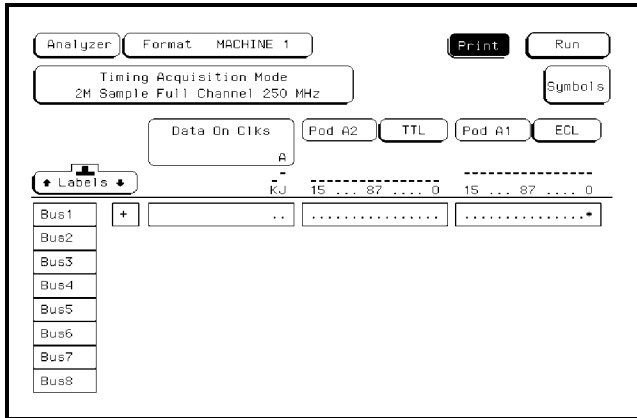 Analyzer Format MACHINE 1 Print Run
Timing Acquisition Mode
2M Sample Full Channel 250 MHz
Symbols
Data On Clks Pod A2 TTL Pod A1 ECL
A
↑ Labels ↓ KJ 15 ... 87 .... 0 15 ... 87 .... 0
Bus1 + .. ................ ...............*
Bus2
Bus3
Bus4
Bus5
Bus6
Bus7
Bus8